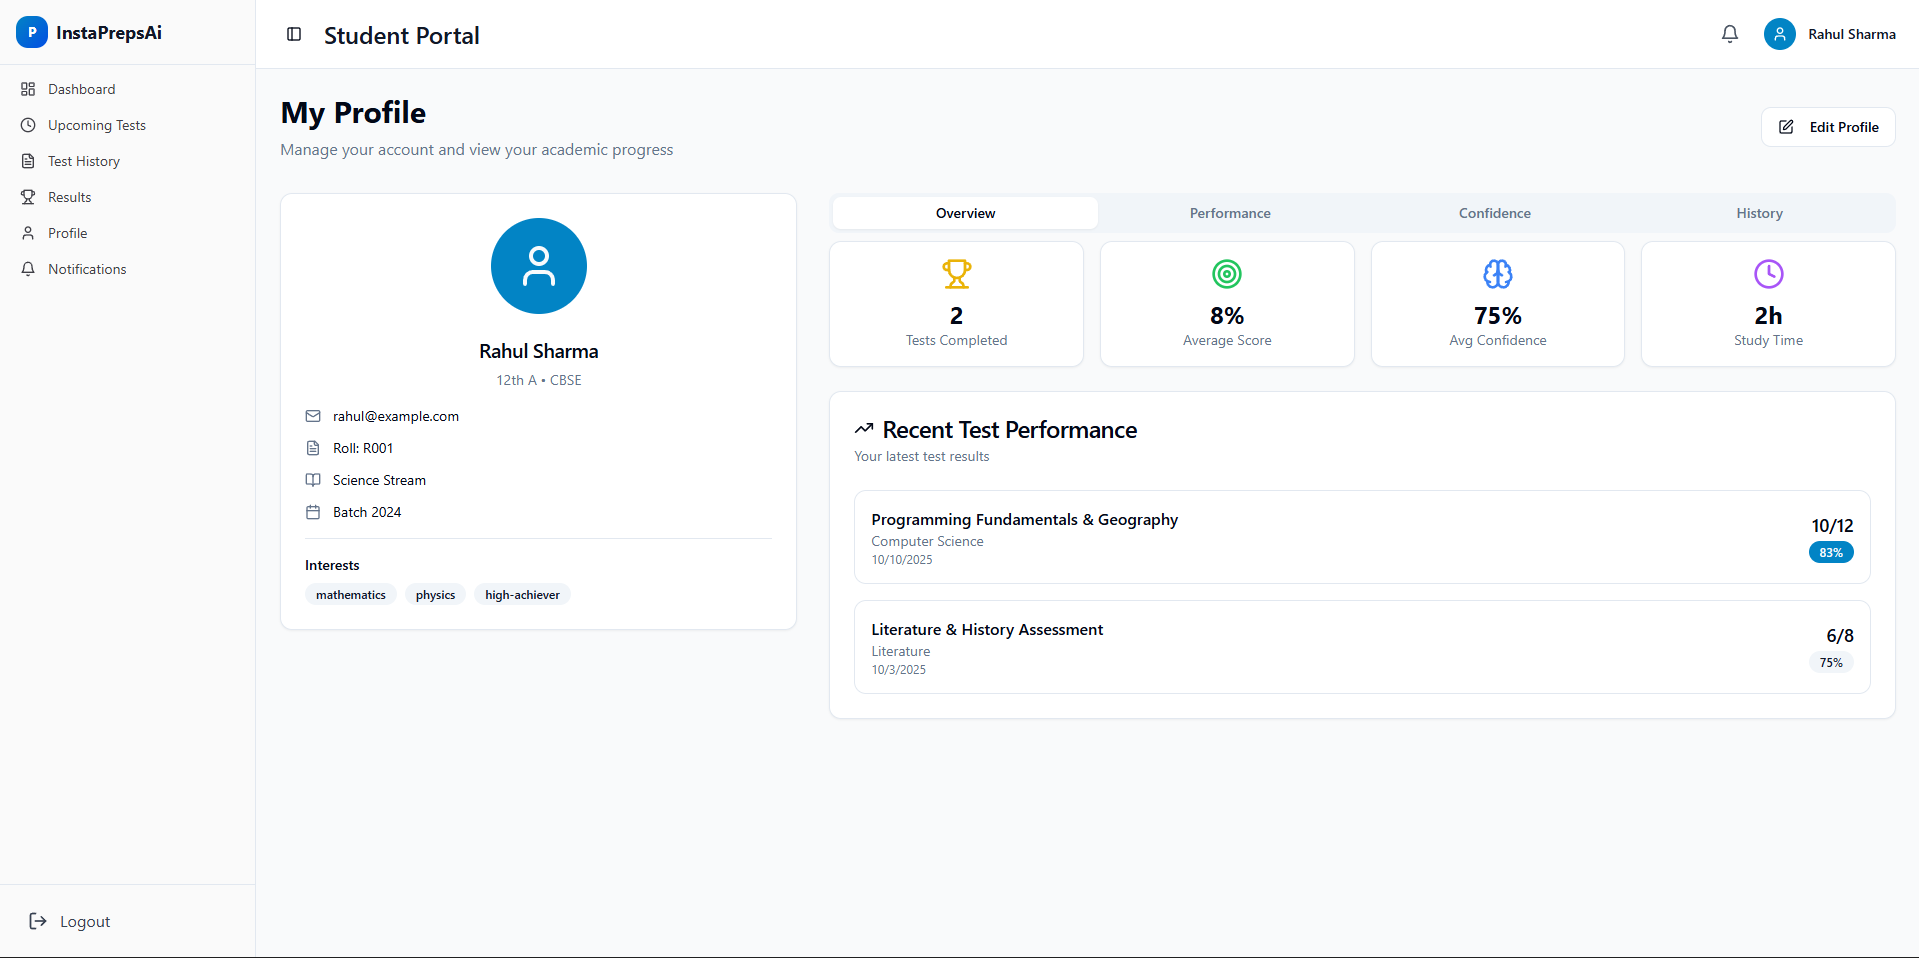 P InstaPrepsAi
Dashboard
Upcoming Tests
Test History
Results
Profile
Notifications
Logout
Student Portal
Rahul Sharma
My Profile
Manage your account and view your academic progress
Edit Profile
Rahul Sharma
12th A • CBSE
rahul@example.com
Roll: R001
Science Stream
Batch 2024
Interests
mathematics physics high-achiever
Overview Performance Confidence History
2
Tests Completed
8%
Average Score
75%
Avg Confidence
2h
Study Time
Recent Test Performance
Your latest test results
Programming Fundamentals & Geography
Computer Science
10/10/2025
10/12
83%
Literature & History Assessment
Literature
10/3/2025
6/8
75%